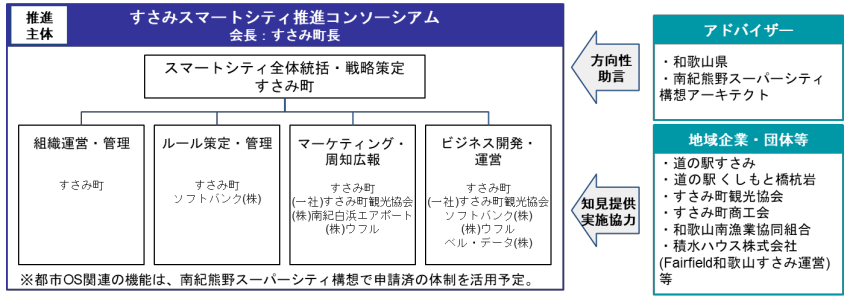 推進
主体
すさみスマートシティ推進コンソーシアム
会長：すさみ町長
スマートシティ全体統括・戦略策定
すさみ町
組織運営・管理
すさみ町
ルール策定・管理
すさみ町
ソフトバンク(株)
マーケティング・
周知広報
すさみ町
(一社)すさみ町観光協会
(株)南紀白浜エアポート
(株)ウフル
ビジネス開発・
運営
すさみ町
(一社)すさみ町観光協会
ソフトバンク(株)
(株)ウフル
ベル・データ(株)
※都市OS関連の機能は、南紀熊野スーパーシティ構想で申請済の体制を活用予定。
方向性
助言
アドバイザー
・和歌山県
・南紀熊野スーパーシティ
構想アーキテクト
知見提供
実施協力
地域企業・団体等
・道の駅すさみ
・道の駅 くしもと橋杭岩
・すさみ町観光協会
・すさみ町商工会
・和歌山南漁業協同組合
・積水ハウス株式会社
(Fairfield和歌山すさみ運営)
等